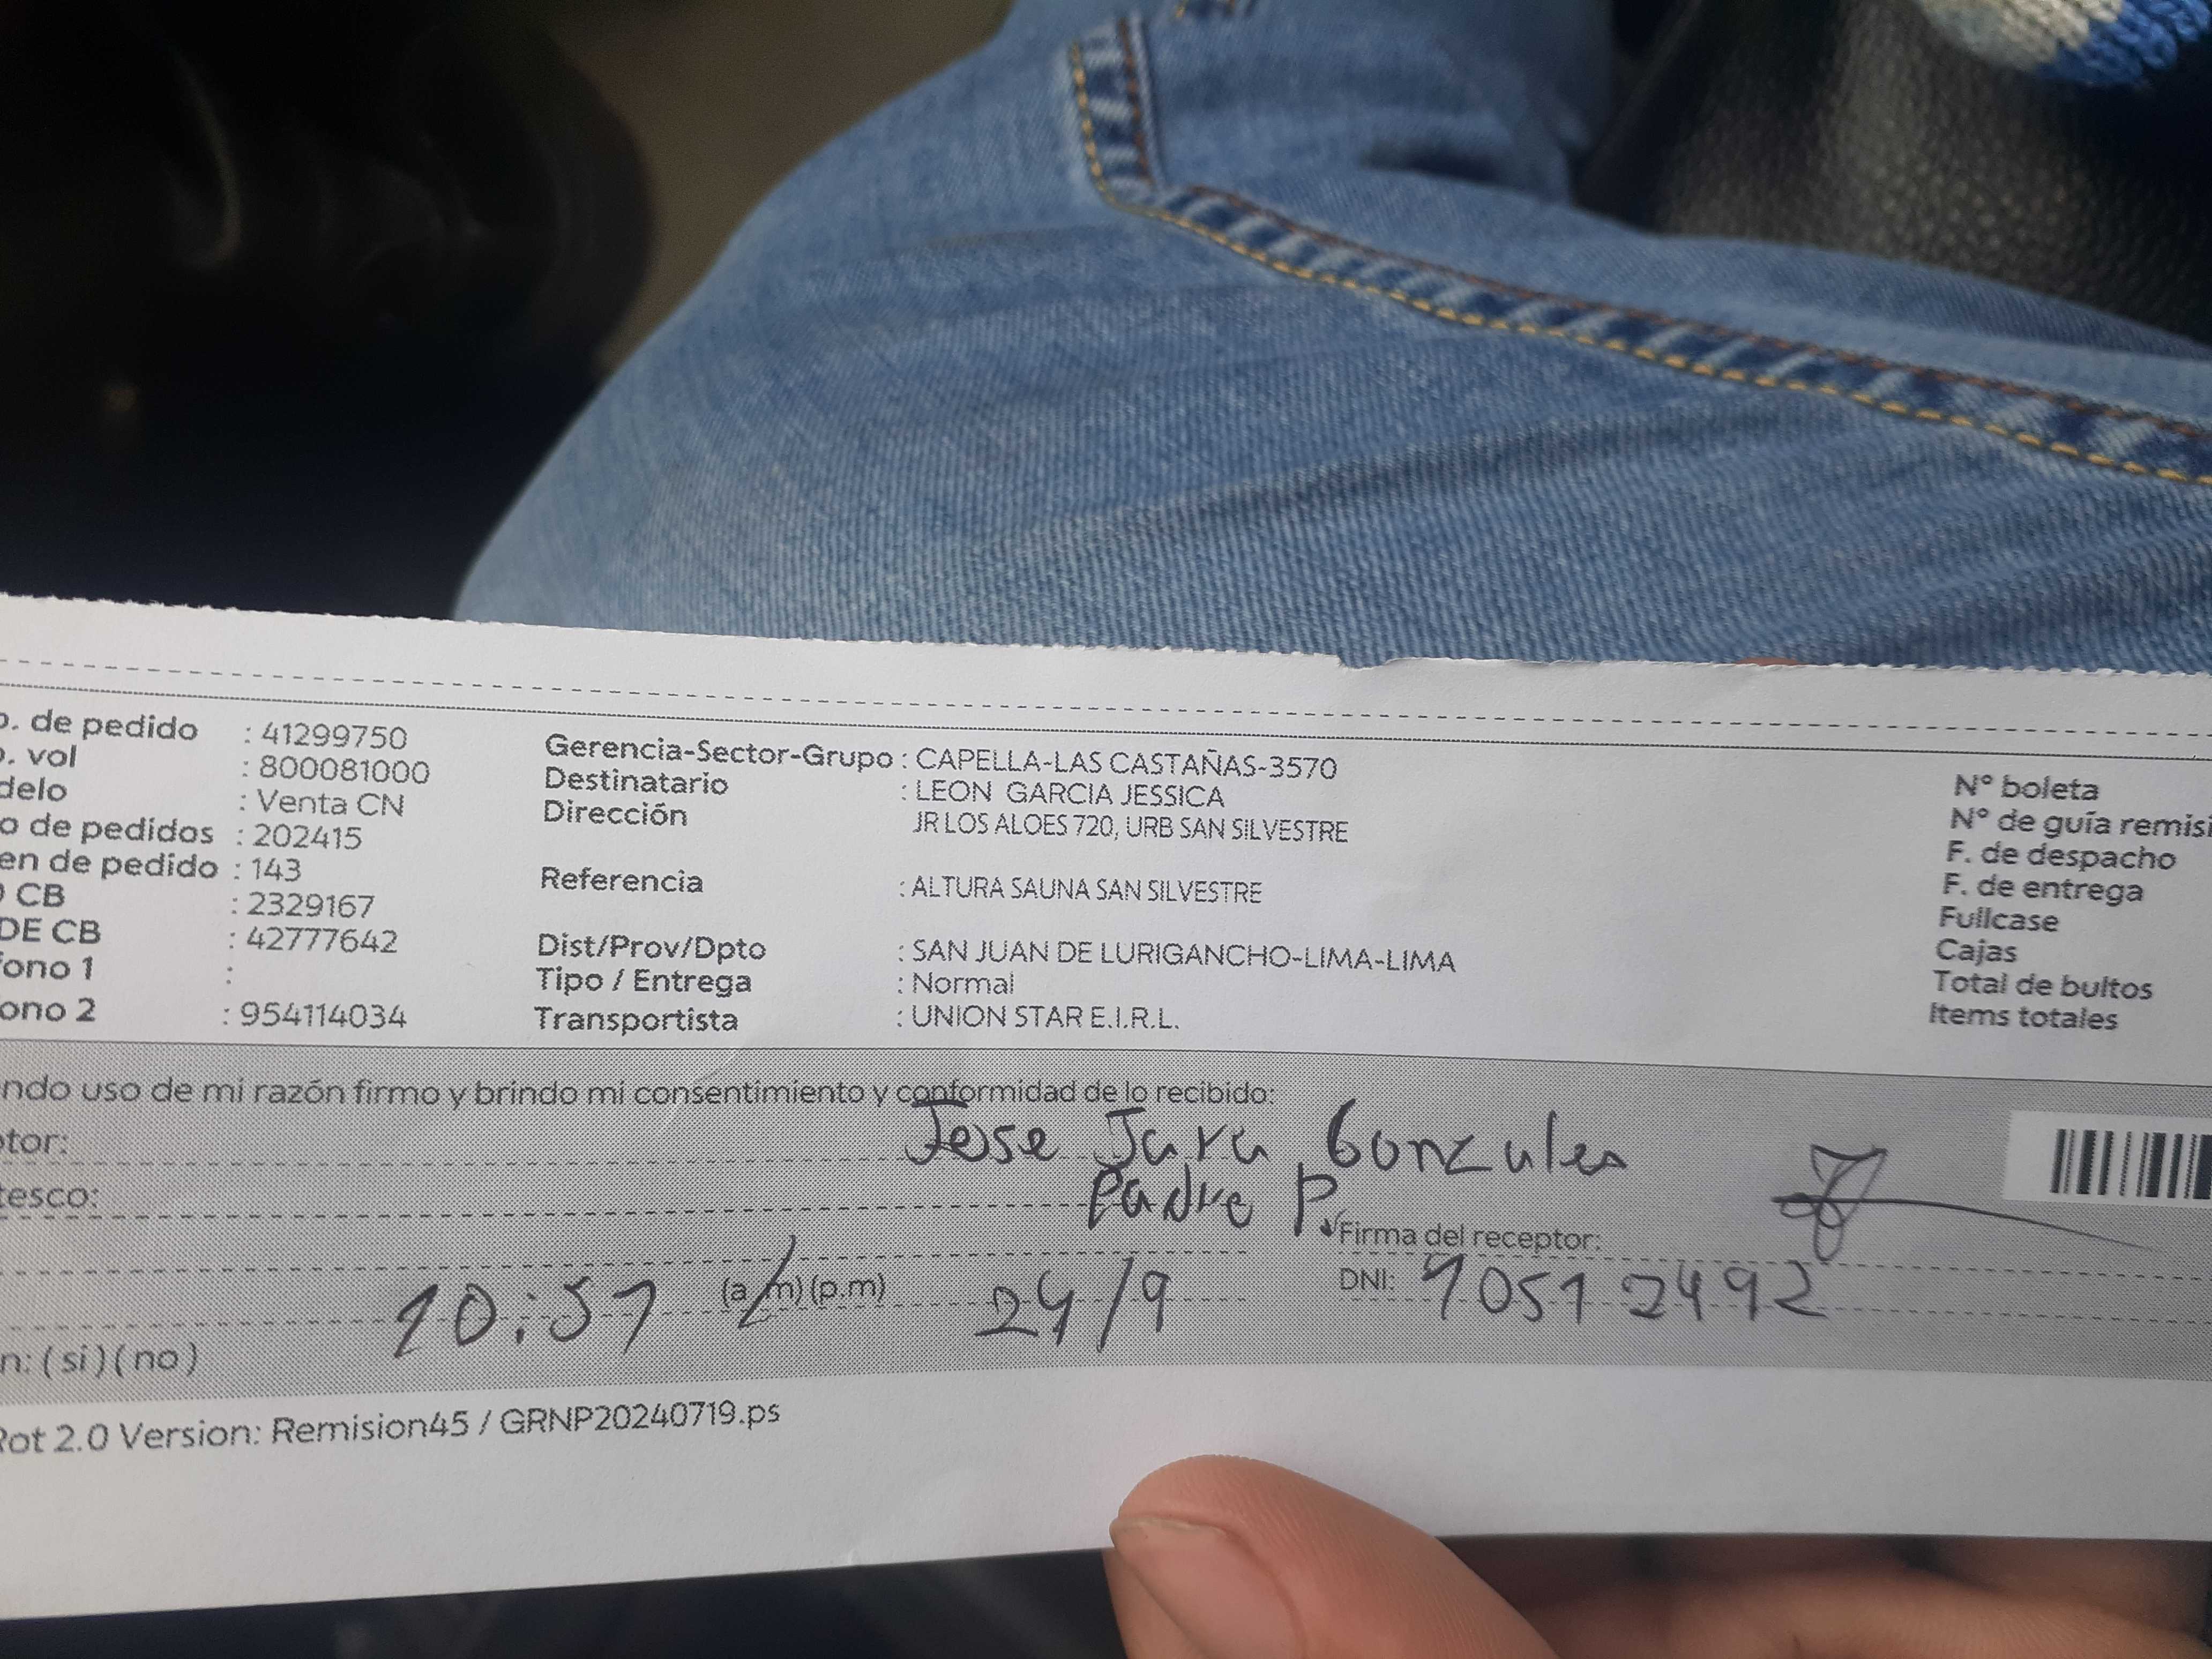 o. de pedido : 41299750
o. vol : 800081000
delo : Venta CN
o de pedidos : 202415
en de pedido : 143
O CB : 2329167
DE CB : 42777642
fono 1 :
ono 2 : 954114034
Gerencia-Sector-Grupo : CAPELLA-LAS CASTAÑAS-3570
Destinatario : LEON GARCIA JESSICA
Dirección JR LOS ALOES 720, URB SAN SILVESTRE
Referencia : ALTURA SAUNA SAN SILVESTRE
Dist/Prov/Dpto : SAN JUAN DE LURIGANCHO-LIMA-LIMA
Tipo / Entrega : Normal
Transportista : UNION STAR E.I.R.L.
N° boleta
N° de guía remisi
F. de despacho
F. de entrega
Fullcase
Cajas
Total de bultos
Items totales
ndo uso de mi razón firmo y brindo mi consentimiento y conformidad de lo recibido:
ptor: Jara Gonzales
tesco: Padre P.
Firma del receptor:
10:51 (a.m)(p.m) 24/9 DNI:
n: (si)(no)
Rot 2.0 Version: Remision45 / GRNP20240719.ps